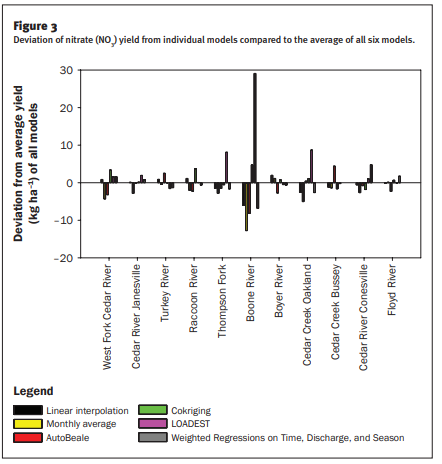 Figure 3
Deviation of nitrate (NO3) yield from individual models compared to the average of all six models.
Deviation from average yield
(kg ha⁻¹) of all models
30
20
10
0
−10
−20
West Fork Cedar River
Cedar River Janesville
Turkey River
Raccoon River
Thompson Fork
Boone River
Boyer River
Cedar Creek Oakland
Cedar Creek Bussey
Cedar River Conesville
Floyd River
Legend
Linear interpolation
Monthly average
AutoBeale
Cokriging
LOADEST
Weighted Regressions on Time, Discharge, and Season